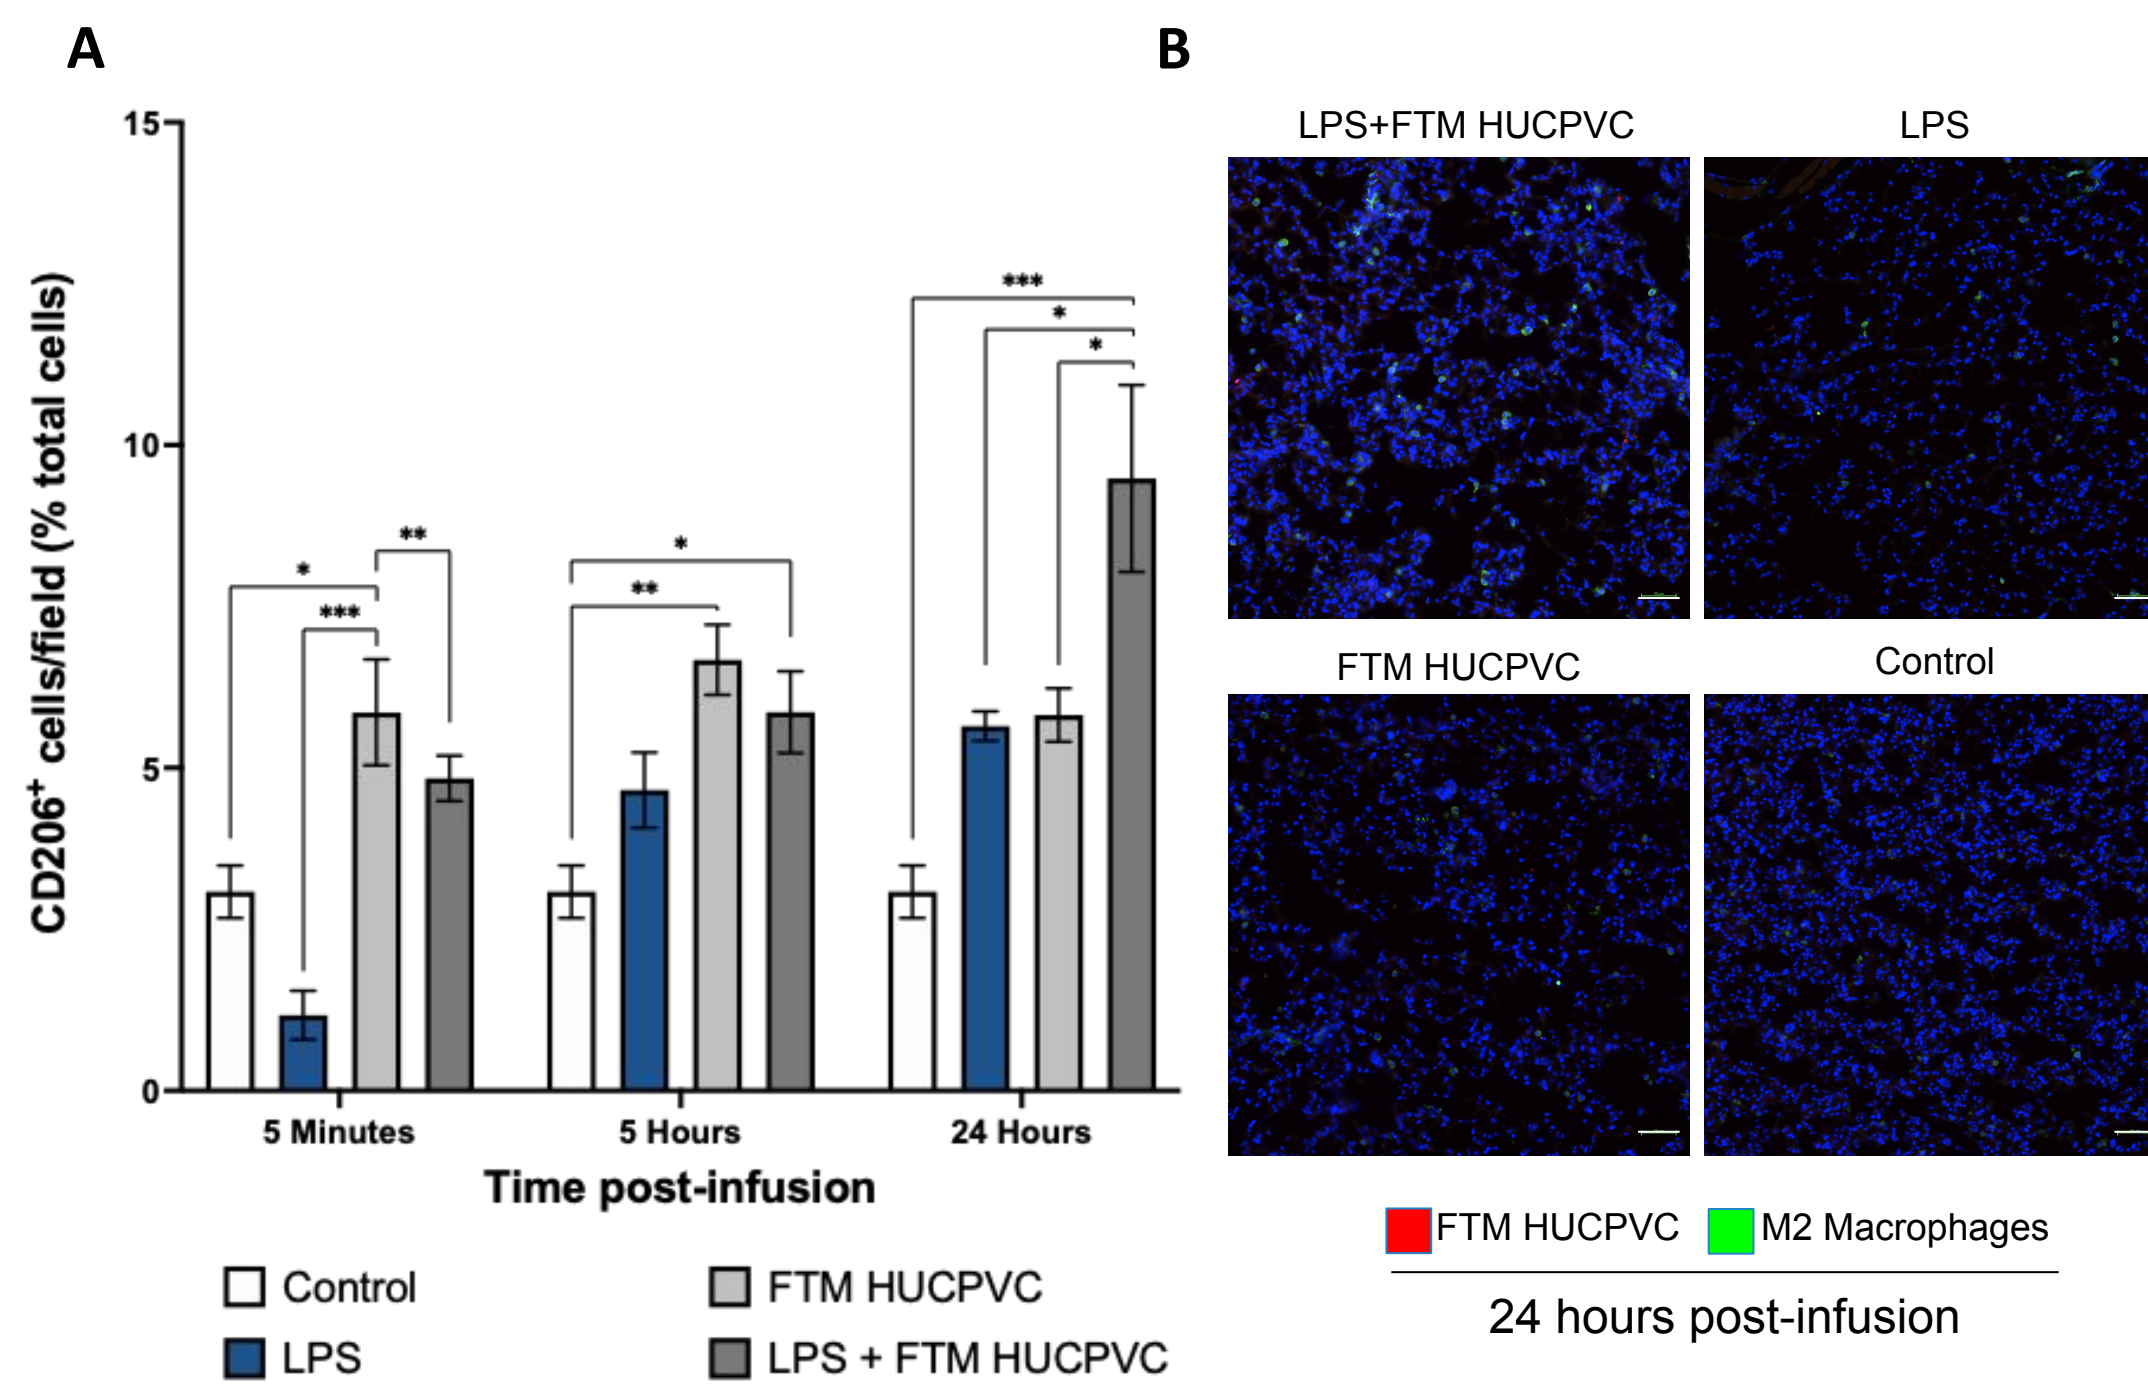 A
CD206+ cells/field (% total cells)
15
10
5
0
*
***
**
*
**
***
*
*
5 Minutes
5 Hours
24 Hours
Time post-infusion
Control
FTM HUCPVC
LPS
LPS + FTM HUCPVC
B
LPS+FTM HUCPVC
LPS
FTM HUCPVC
Control
FTM HUCPVC
M2 Macrophages
24 hours post-infusion